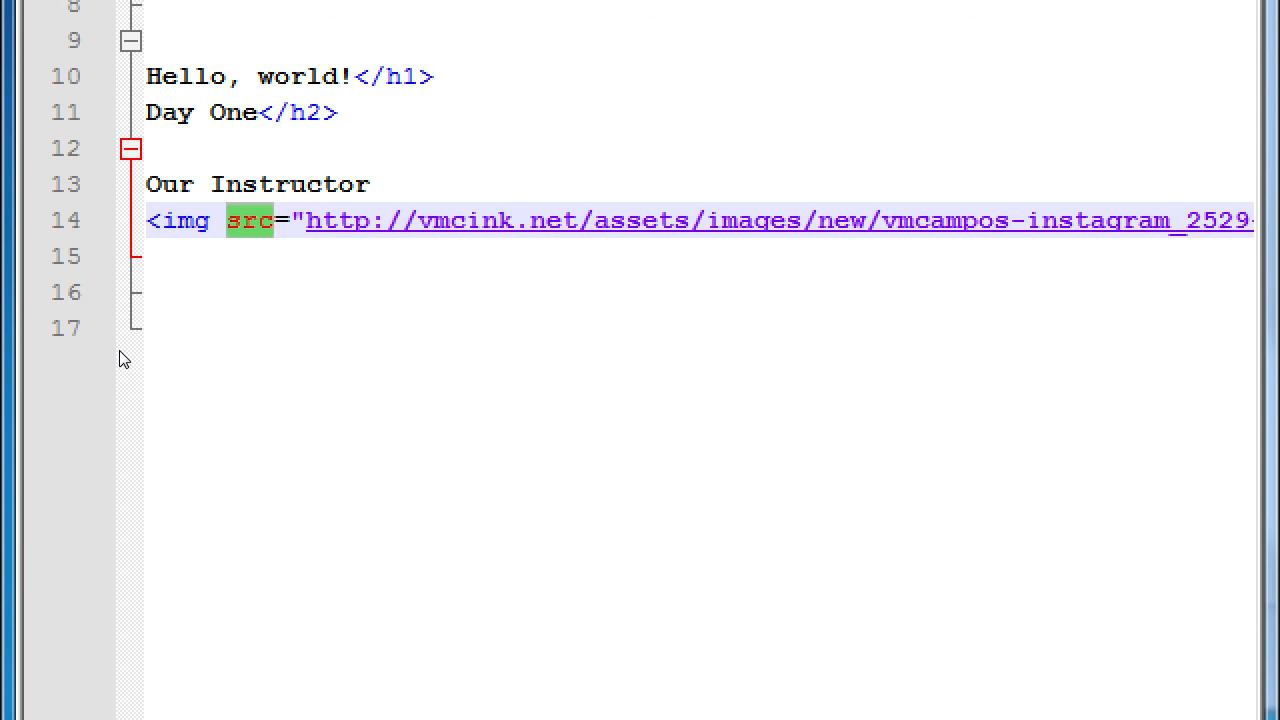 8
9
10 Hello, world!</h1>
11 Day One</h2>
12
13 Our Instructor
14 <img src="http://vmcink.net/assets/images/new/vmcampos-instagram_2529-
15
16
17